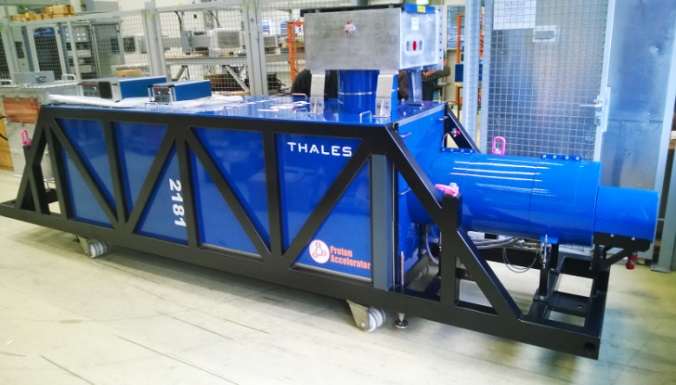 THALES
2181
Proton
Accelerator